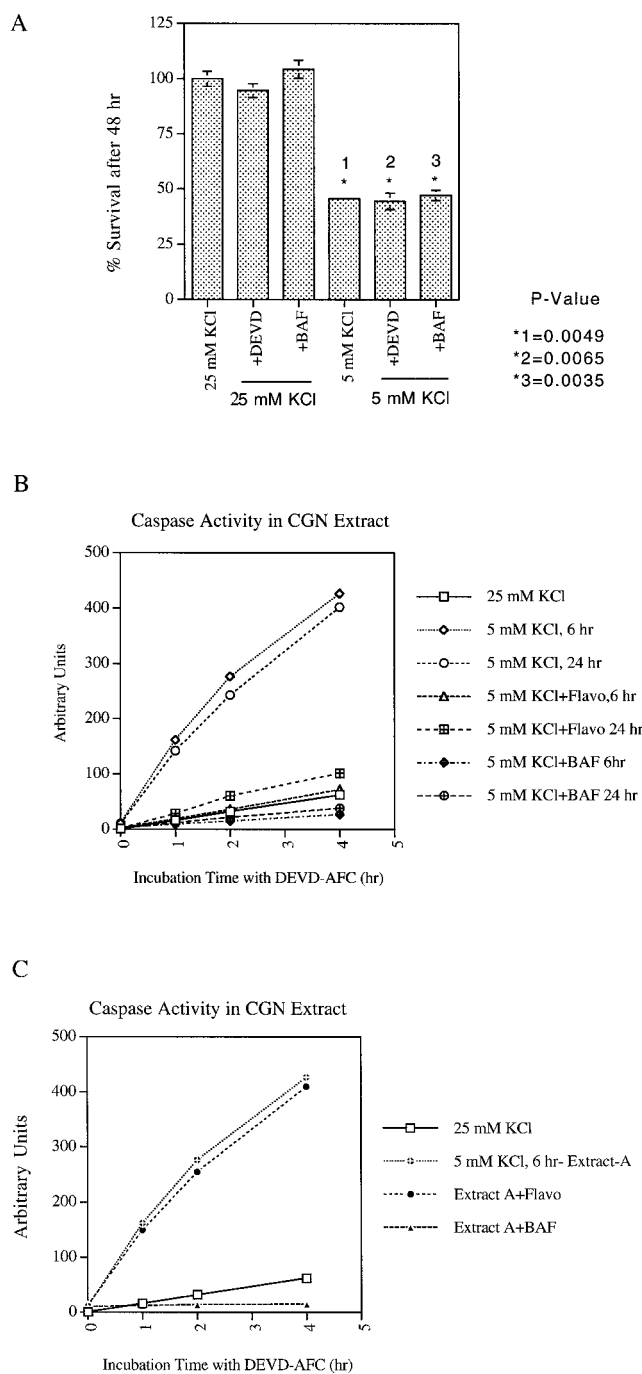 A
% Survival after 48 hr
125
100
75
50
25
0
1
2
3
*
*
*
25 mM KCl
+DEVD
+BAF
5 mM KCl
+DEVD
+BAF
25 mM KCl
5 mM KCl
P-Value
*1=0.0049
*2=0.0065
*3=0.0035
B
Caspase Activity in CGN Extract
Arbitrary Units
500
400
300
200
100
0
0
1
2
3
4
5
Incubation Time with DEVD-AFC (hr)
25 mM KCl
5 mM KCl, 6 hr
5 mM KCl, 24 hr
5 mM KCl+Flavo,6 hr
5 mM KCl+Flavo 24 hr
5 mM KCl+BAF 6hr
5 mM KCl+BAF 24 hr
C
Caspase Activity in CGN Extract
Arbitrary Units
500
400
300
200
100
0
0
1
2
3
4
5
Incubation Time with DEVD-AFC (hr)
25 mM KCl
5 mM KCl, 6 hr- Extract-A
Extract A+Flavo
Extract A+BAF